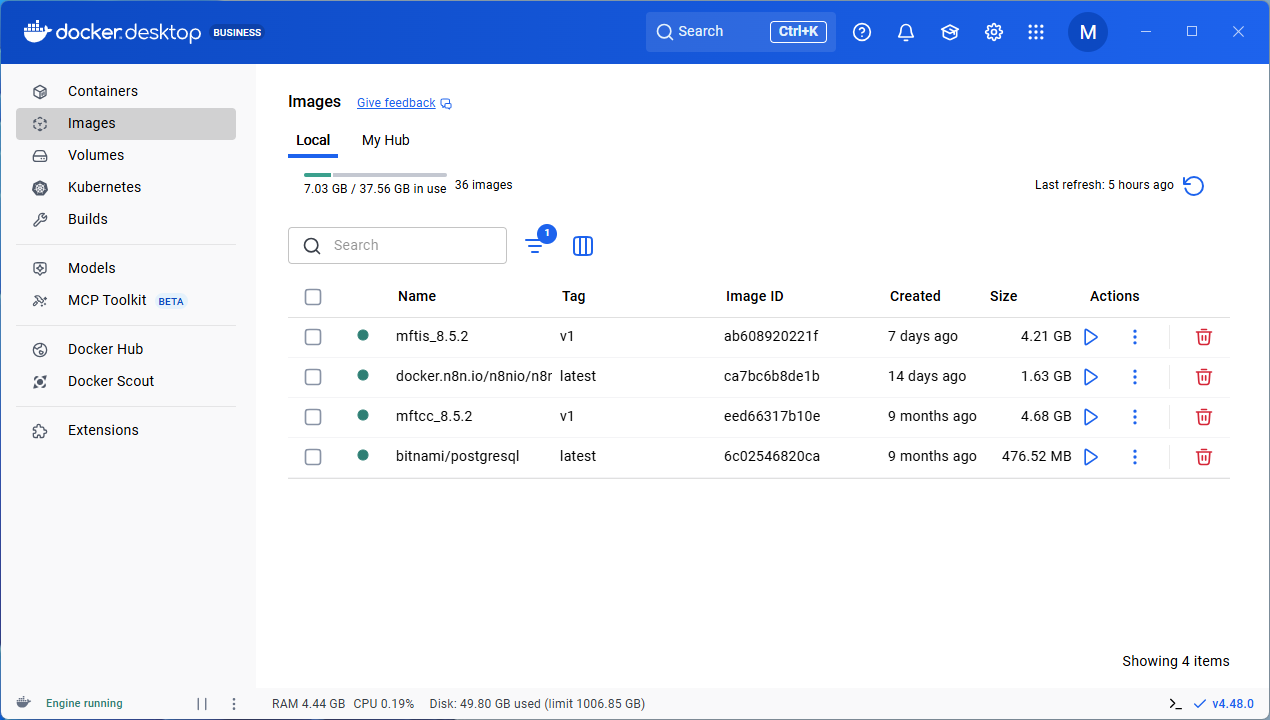 docker.desktop BUSINESS
Search Ctrl+K
M
Containers
Images
Volumes
Kubernetes
Builds
Models
MCP Toolkit BETA
Docker Hub
Docker Scout
Extensions
Images Give feedback
Local My Hub
7.03 GB / 37.56 GB in use 36 images
Last refresh: 5 hours ago
Search 1
Name Tag Image ID Created Size Actions
mftis_8.5.2 v1 ab608920221f 7 days ago 4.21 GB
docker.n8n.io/n8nio/n8r latest ca7bc6b8de1b 14 days ago 1.63 GB
mftcc_8.5.2 v1 eed66317b10e 9 months ago 4.68 GB
bitnami/postgresql latest 6c02546820ca 9 months ago 476.52 MB
Showing 4 items
Engine running
RAM 4.44 GB CPU 0.19% Disk: 49.80 GB used (limit 1006.85 GB)
v4.48.0